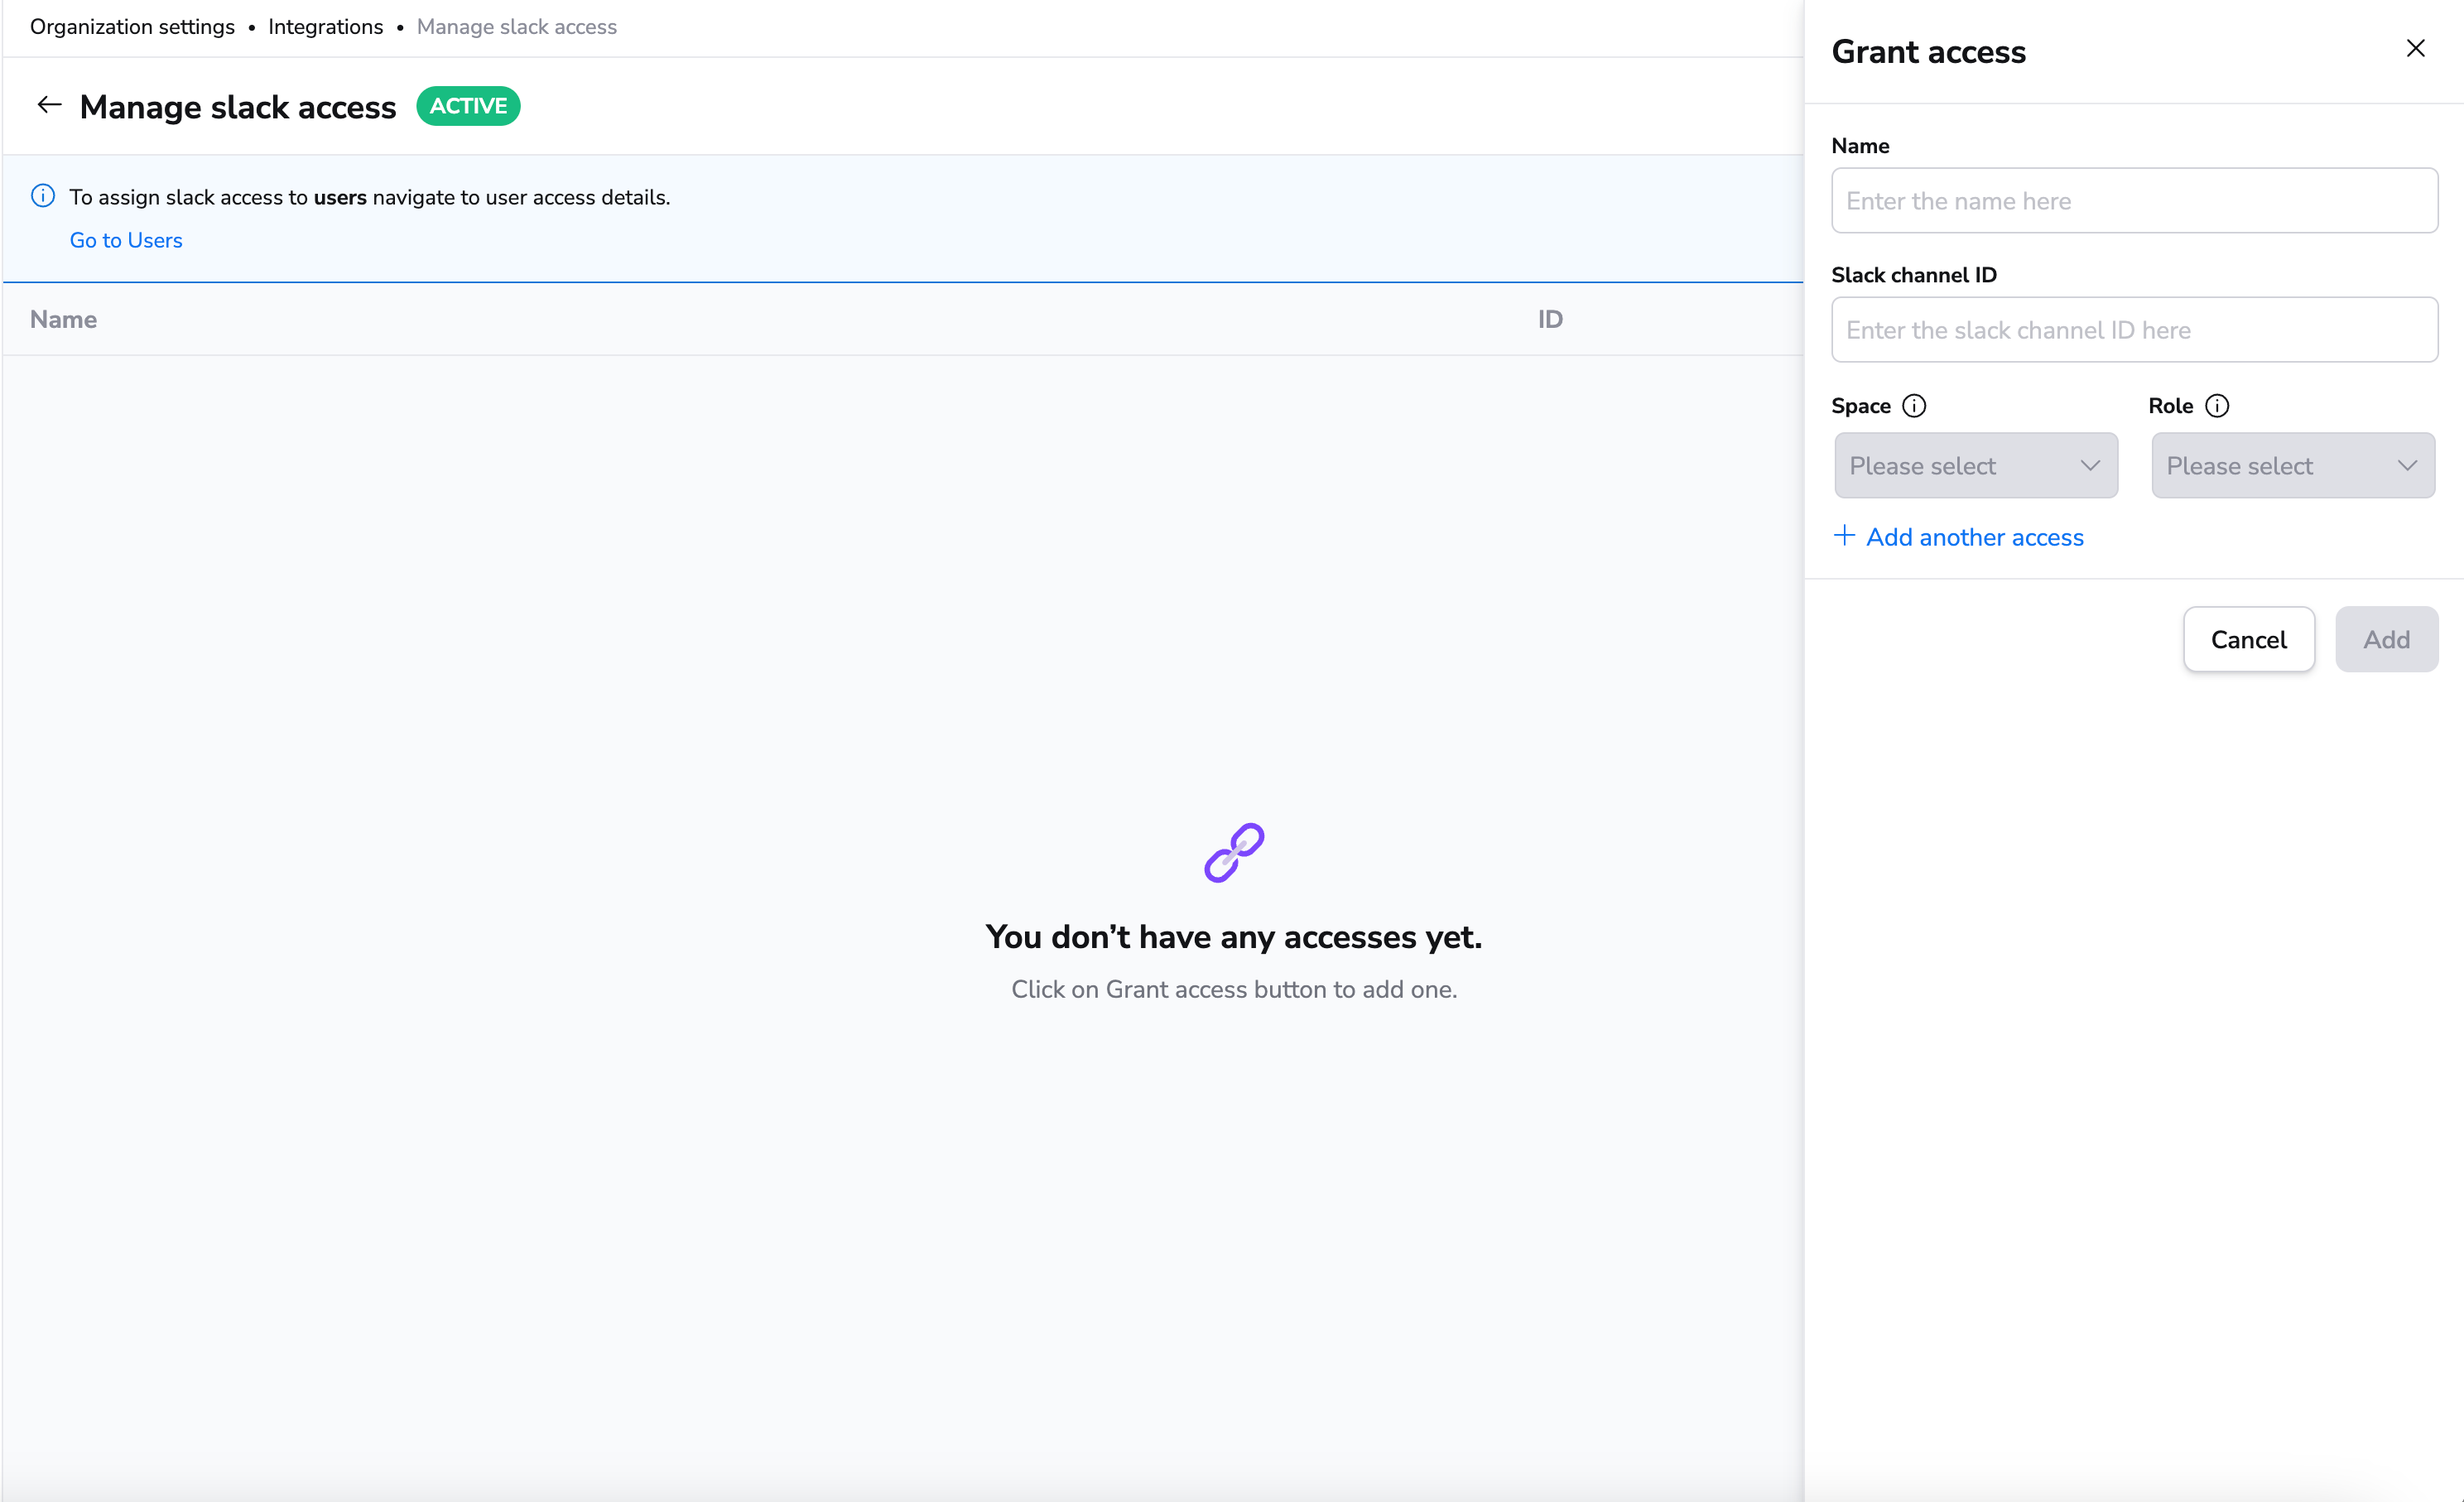 Organization settings • Integrations • Manage slack access
Manage slack access ACTIVE
To assign slack access to users navigate to user access details.
Go to Users
Name ID
You don’t have any accesses yet.
Click on Grant access button to add one.
Grant access
Name
Enter the name here
Slack channel ID
Enter the slack channel ID here
Space Role
Please select Please select
Add another access
Cancel Add